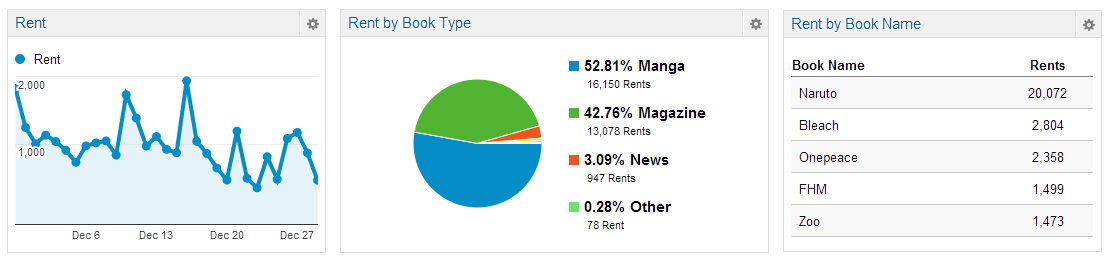 Rent
Rent
2,000
1,000
Dec 6 Dec 13 Dec 20 Dec 27
Rent by Book Type
52.81% Manga
16,150 Rents
42.76% Magazine
13,078 Rents
3.09% News
947 Rents
0.28% Other
78 Rent
Rent by Book Name
Book Name Rents
Naruto 20,072
Bleach 2,804
Onepeace 2,358
FHM 1,499
Zoo 1,473